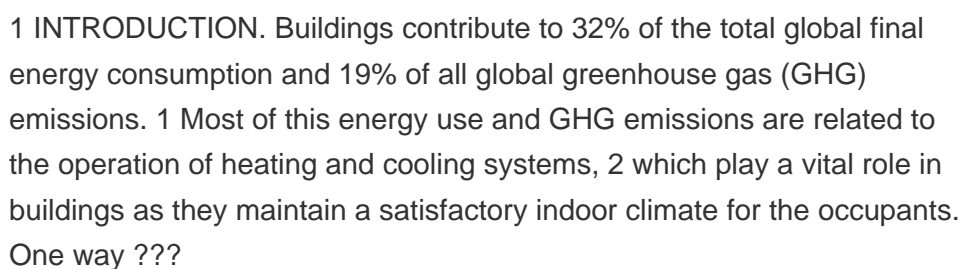 1 INTRODUCTION. Buildings contribute to 32% of the total global final
energy consumption and 19% of all global greenhouse gas (GHG)
emissions. 1 Most of this energy use and GHG emissions are related to
the operation of heating and cooling systems, 2 which play a vital role in
buildings as they maintain a satisfactory indoor climate for the occupants.
One way ???